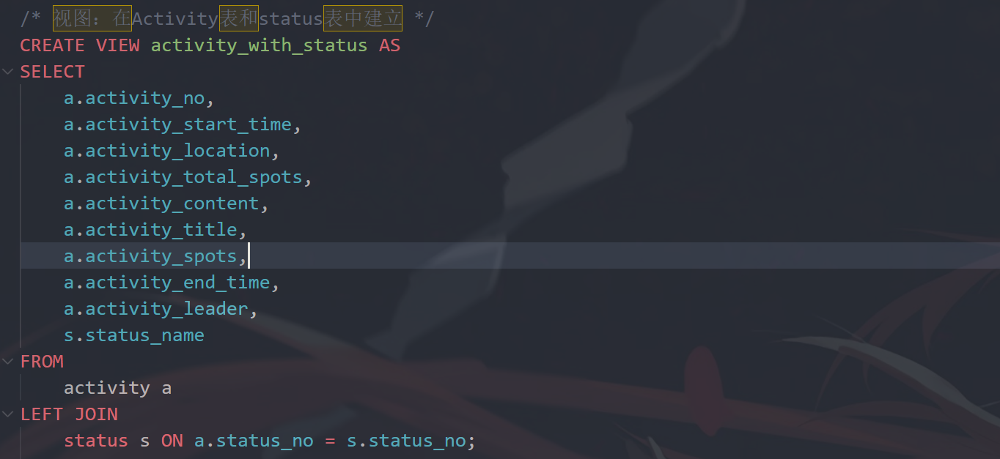 /* 视图：在Activity表和status表中建立 */
CREATE VIEW activity_with_status AS
SELECT
    a.activity_no,
    a.activity_start_time,
    a.activity_location,
    a.activity_total_spots,
    a.activity_content,
    a.activity_title,
    a.activity_spots,
    a.activity_end_time,
    a.activity_leader,
    s.status_name
FROM
    activity a
LEFT JOIN
    status s ON a.status_no = s.status_no;